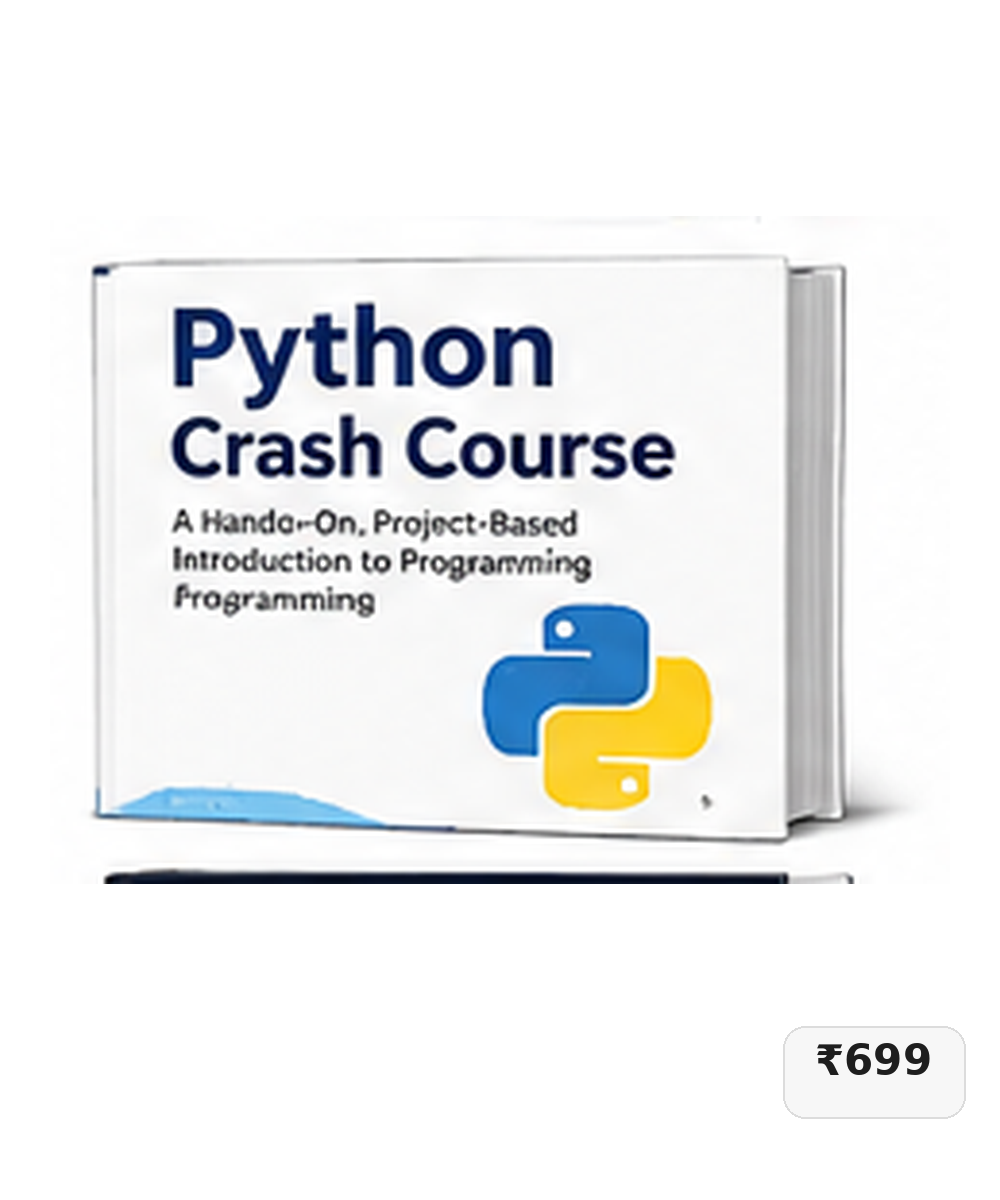 Python
Crash Course
A Hando-On, Project-Based
Introduction to Programming
Programming
₹699